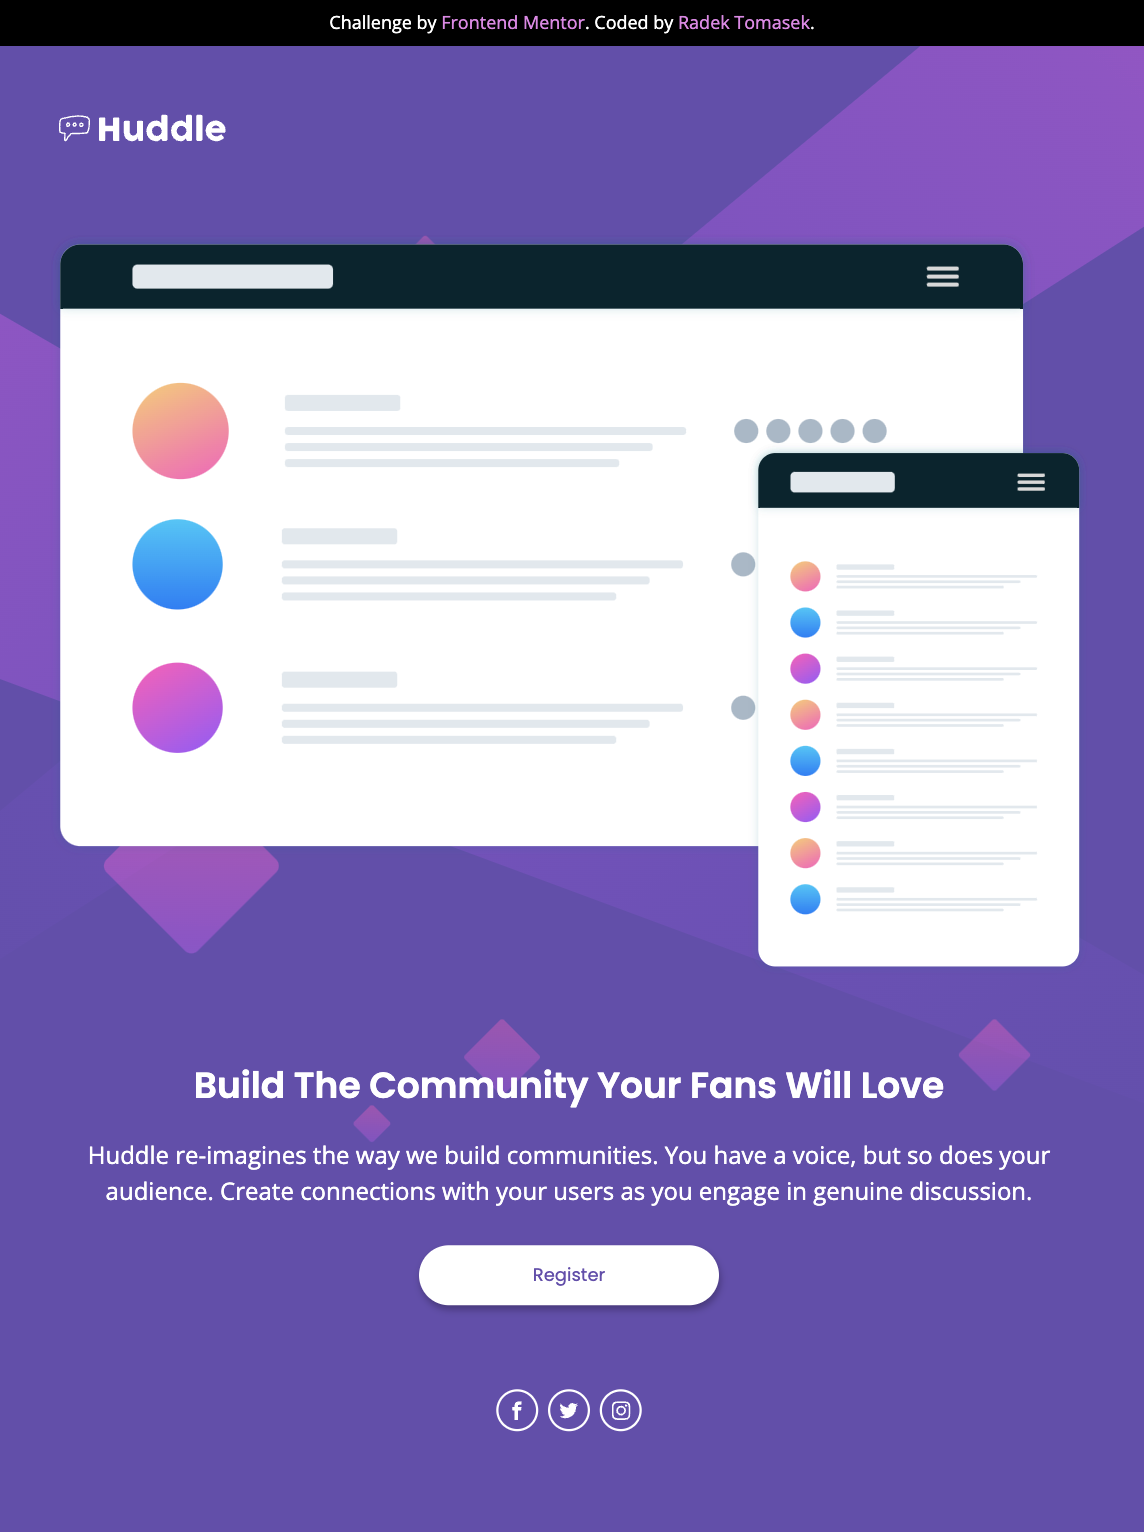 Challenge by Frontend Mentor. Coded by Radek Tomasek.
Huddle
Build The Community Your Fans Will Love
Huddle re-imagines the way we build communities. You have a voice, but so does your
audience. Create connections with your users as you engage in genuine discussion.
Register